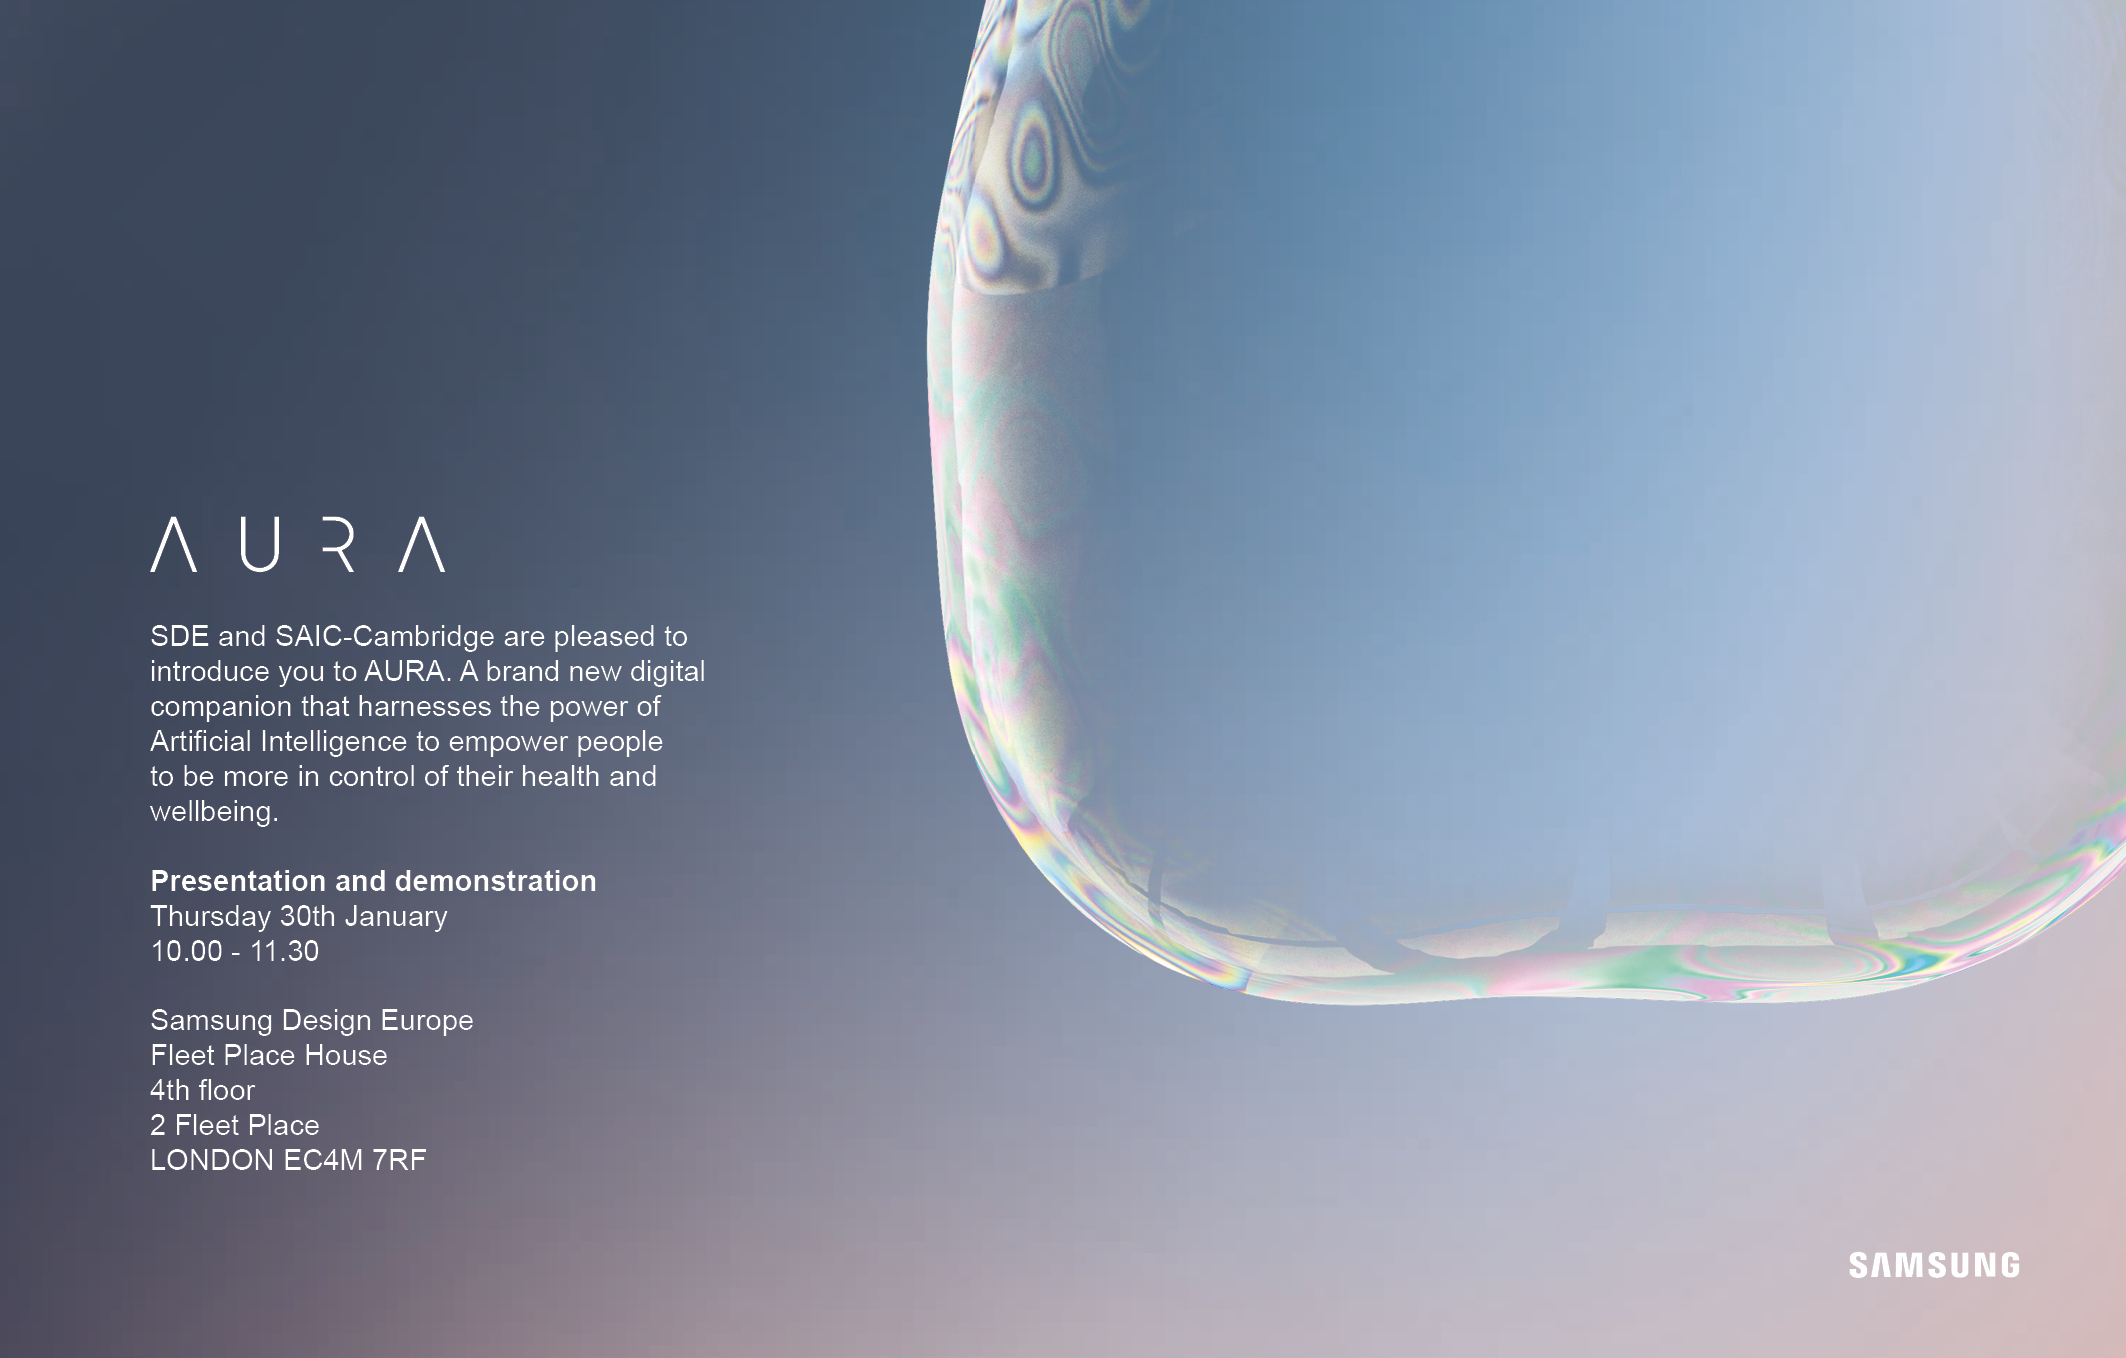 AURA
SDE and SAIC-Cambridge are pleased to
introduce you to AURA. A brand new digital
companion that harnesses the power of
Artificial Intelligence to empower people
to be more in control of their health and
wellbeing.
Presentation and demonstration
Thursday 30th January
10.00 - 11.30
Samsung Design Europe
Fleet Place House
4th floor
2 Fleet Place
LONDON EC4M 7RF
SAMSUNG